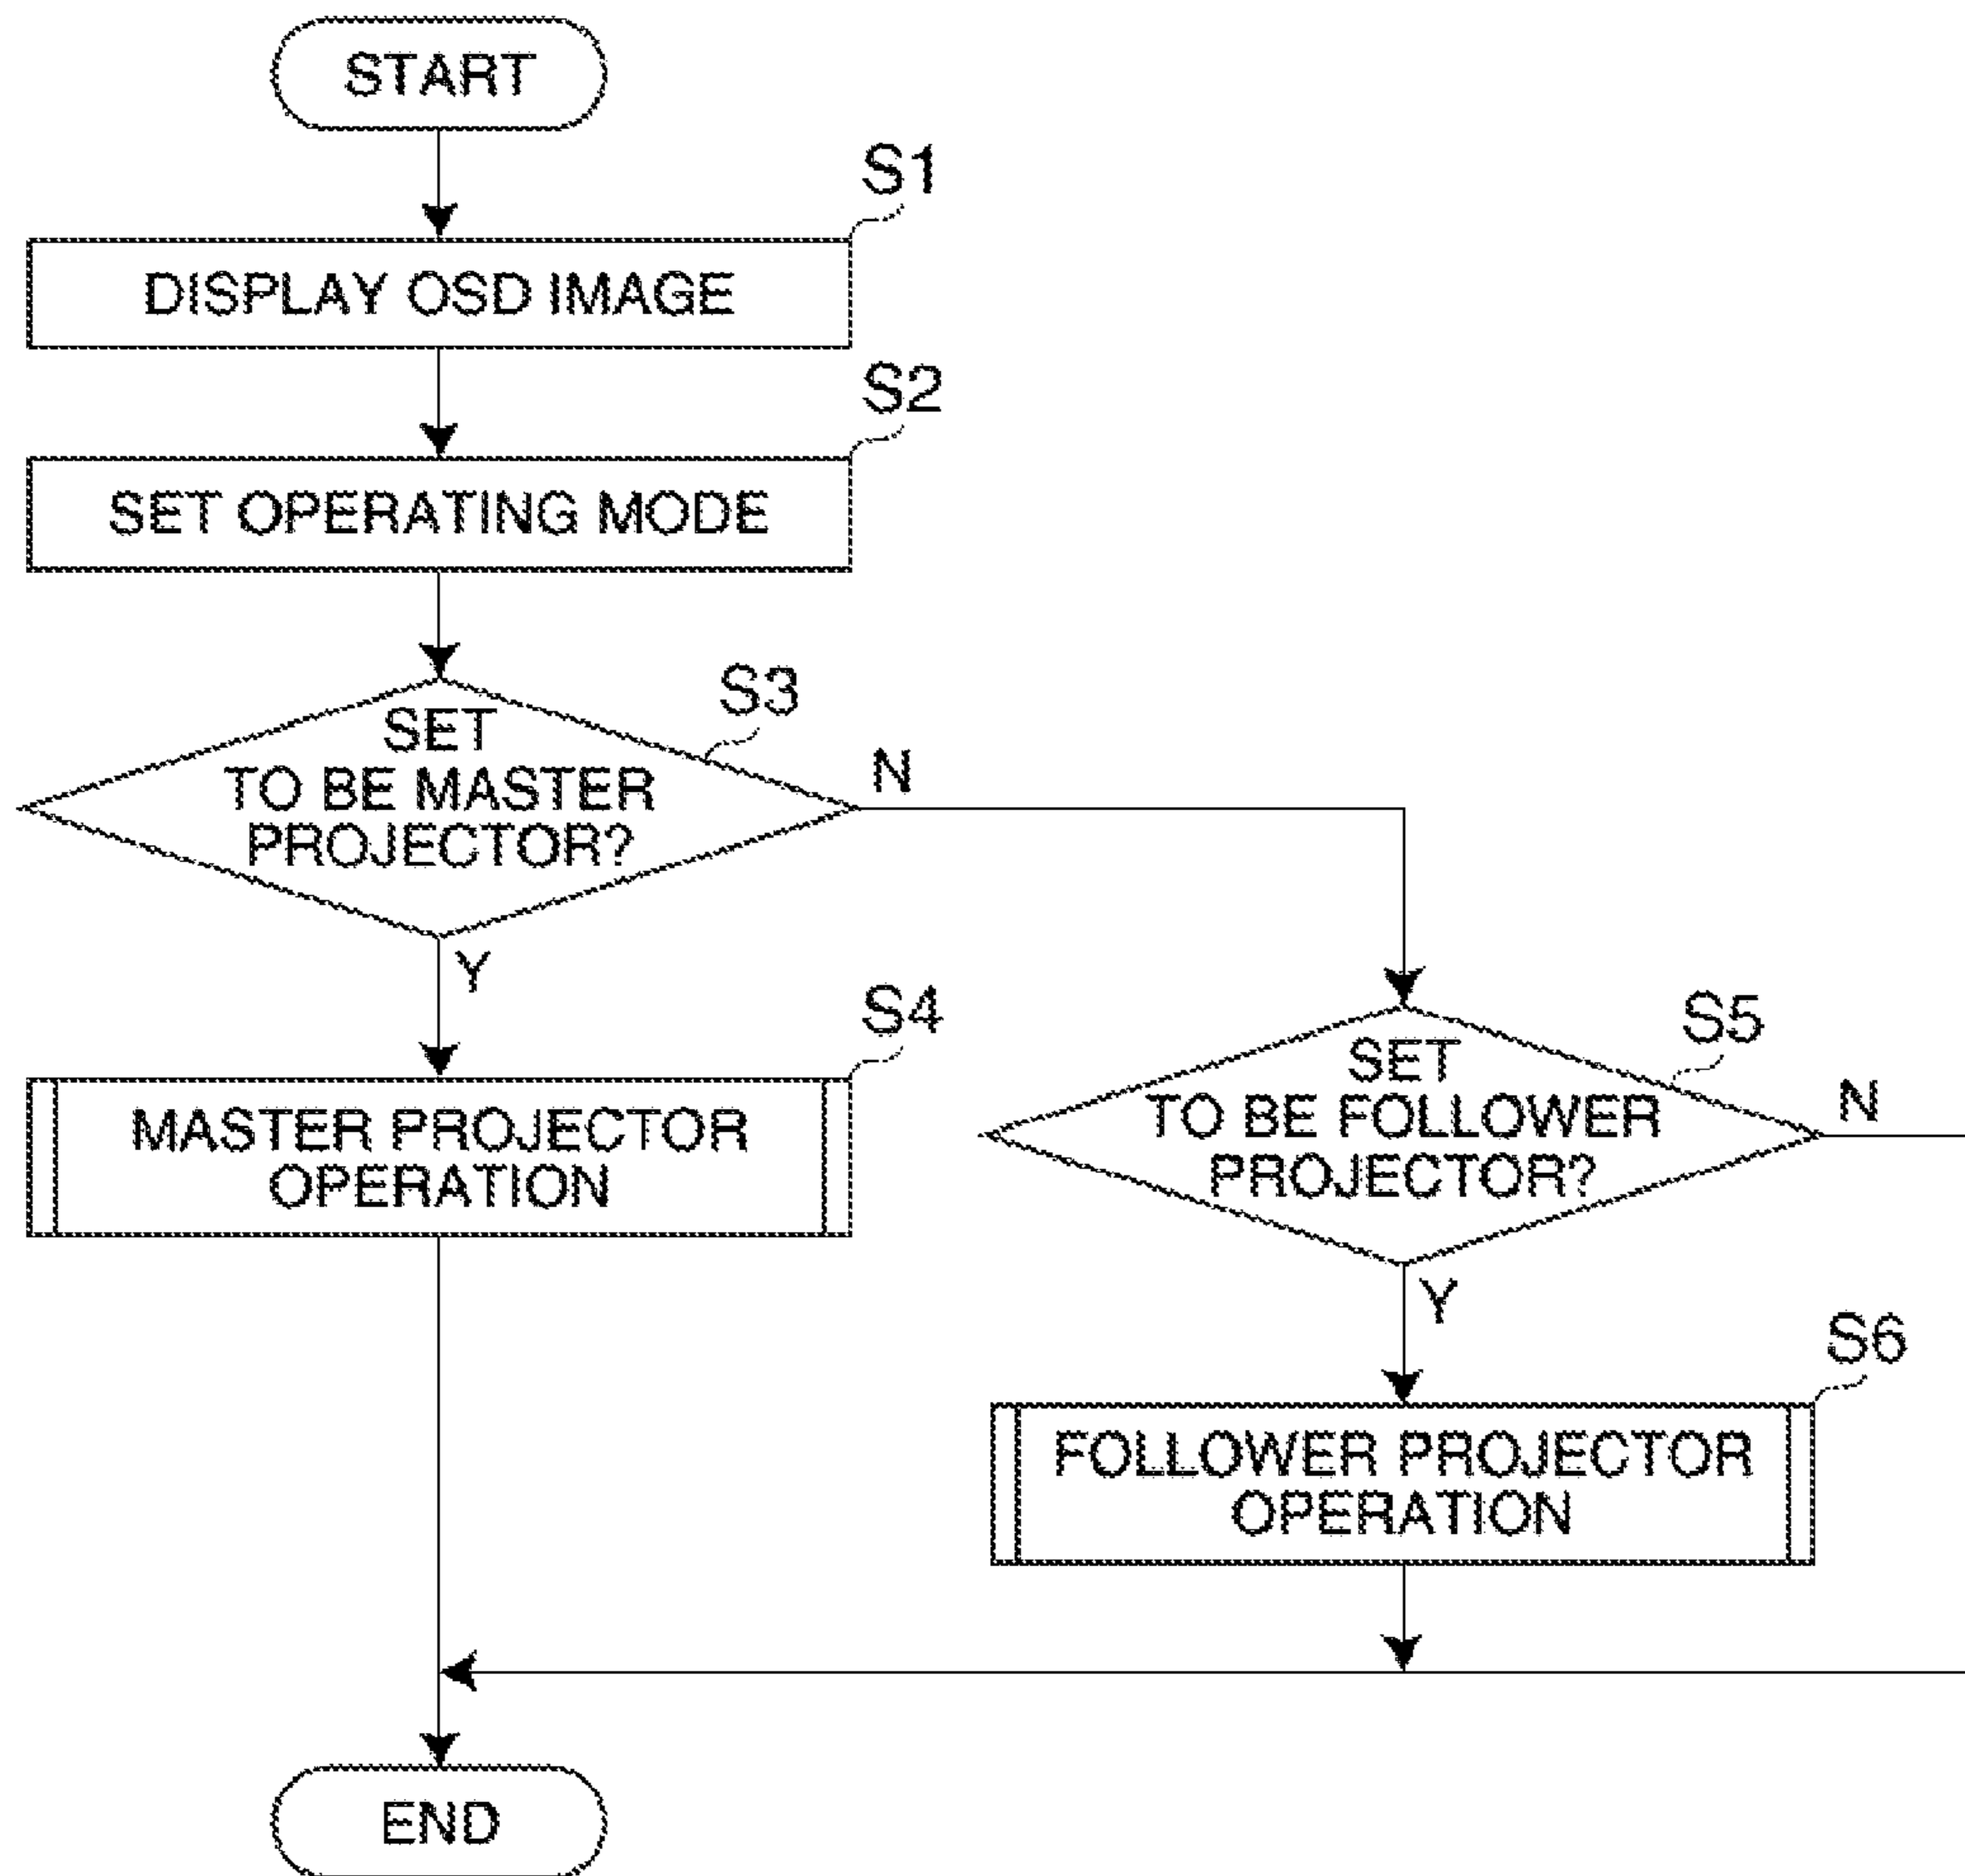 START
S1
DISPLAY OSD IMAGE
S2
SET OPERATING MODE
S3
SET
TO BE MASTER
PROJECTOR?
N
Y
S4
MASTER PROJECTOR
OPERATION
S5
SET
TO BE FOLLOWER
PROJECTOR?
N
Y
S6
FOLLOWER PROJECTOR
OPERATION
END